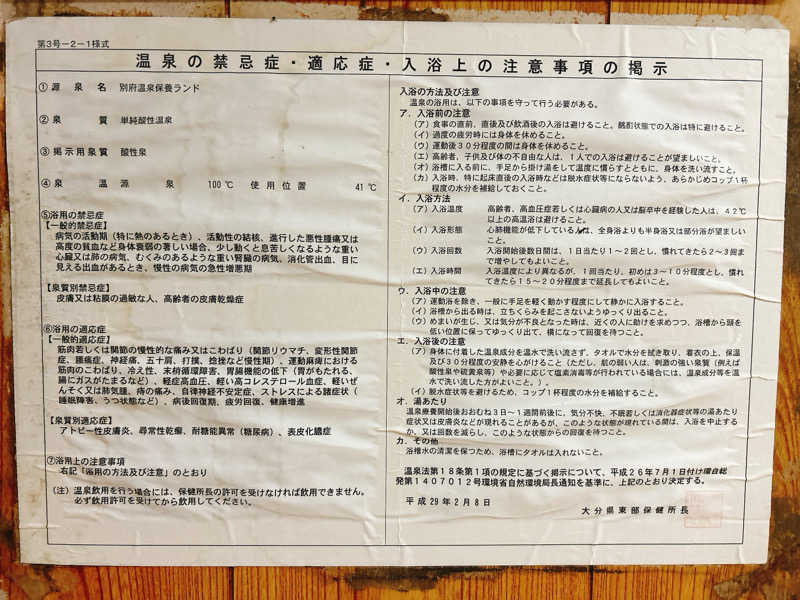 第3号-2-1様式
温泉の禁忌症・適応症・入浴上の注意事項の掲示
①源泉名 別府温泉保養ランド
②泉質 単純酸性温泉
③掲示用泉質 酸性泉
④泉温 源泉 100℃ 使用位置 41℃
⑤浴用の禁忌症
【一般的禁忌症】
病気の活動期（特に熱のあるとき）、活動性の結核、進行した悪性腫瘍又は
高度の貧血など身体衰弱の著しい場合、少し動くと息苦しくなるような重い
心臓又は肺の病気、むくみのあるような重い腎臓の病気、消化管出血、目に
見える出血があるとき、慢性の病気の急性増悪期
【泉質別禁忌症】
皮膚又は粘膜の過敏な人、高齢者の皮膚乾燥症
⑥浴用の適応症
【一般的適応症】
筋肉若しくは関節の慢性的な痛み又はこわばり（関節リウマチ、変形性関節
症、腰痛症、神経痛、五十肩、打撲、捻挫など慢性期）、運動麻痺における
筋肉のこわばり、冷え性、末梢循環障害、胃腸機能の低下（胃がもたれる、
腸にガスがたまるなど）、軽症高血圧、軽い高コレステロール血症、軽いぜ
んそく又は肺気腫、痔の痛み、自律神経不安定症、ストレスによる諸症状（
睡眠障害、うつ状態など）、病後回復期、疲労回復、健康増進
【泉質別適応症】
アトピー性皮膚炎、尋常性乾癬、耐糖能異常（糖尿病）、表皮化膿症
⑦浴用上の注意事項
右記「浴用の方法及び注意」のとおり
（注）温泉飲用を行う場合には、保健所長の許可を受けなければ飲用できません。
必ず飲用許可を受けてから飲用してください。
入浴の方法及び注意
温泉の浴用は、以下の事項を守って行う必要がある。
ア．入浴前の注意
（ア）食事の直前、直後及び飲酒後の入浴は避けること。酩酊状態での入浴は特に避けること。
（イ）過度の疲労時には身体を休めること。
（ウ）運動後30分程度の間は身体を休めること。
（エ）高齢者、子供及び体の不自由な人は、1人での入浴は避けることが望ましいこと。
（オ）浴槽に入る前に、手足から掛け湯をして温度に慣らすとともに、身体を洗い流すこと。
（カ）入浴時、特に起床直後の入浴時などは脱水症状等にならないよう、あらかじめコップ1杯
程度の水分を補給しておくこと。
イ．入浴方法
（ア）入浴温度 高齢者、高血圧症若しくは心臓病の人又は脳卒中を経験した人は、42℃
以上の高温浴は避けること。
（イ）入浴形態 心肺機能が低下している人は、全身浴よりも半身浴又は部分浴が望まし
いこと。
（ウ）入浴回数 入浴開始後数日間は、1日当たり1～2回とし、慣れてきたら2～3回ま
で増やしてもよいこと。
（エ）入浴時間 入浴温度により異なるが、1回当たり、初めは3～10分程度とし、慣れ
てきたら15～20分程度まで延長してもよいこと。
ウ．入浴中の注意
（ア）運動浴を除き、一般に手足を軽く動かす程度にして静かに入浴すること。
（イ）浴槽から出る時は、立ちくらみを起こさないようゆっくり出ること。
（ウ）めまいが生じ、又は気分が不良となった時は、近くの人に助けを求めつつ、浴槽から頭を
低い位置に保ってゆっくり出て、横になって回復を待つこと。
エ．入浴後の注意
（ア）身体に付着した温泉成分を温水で洗い流さず、タオルで水分を拭き取り、着衣の上、保温
及び30分程度の安静を心がけること（ただし、肌の弱い人は、刺激の強い泉質（例えば
酸性泉や硫黄泉等）や必要に応じて塩素消毒等が行われている場合には、温泉成分等を温
水で洗い流した方がよいこと。）。
（イ）脱水症状等を避けるため、コップ1杯程度の水分を補給すること。
オ．湯あたり
温泉療養開始後おおむね3日～1週間前後に、気分不快、不眠若しくは消化器症状等の湯あたり
症状又は皮膚炎などが現れることがあるが、このような状態が現れている間は、入浴を中止する
か、又は回数を減らし、このような状態からの回復を待つこと。
カ．その他
浴槽水の清潔を保つため、浴槽にタオルは入れないこと。
温泉法第18条第1項の規定に基づく掲示について、平成26年7月1日付け環自総
発第1407012号環境省自然環境局長通知を基準に、上記のとおり決定する。
平成29年2月8日
大分県東部保健所長